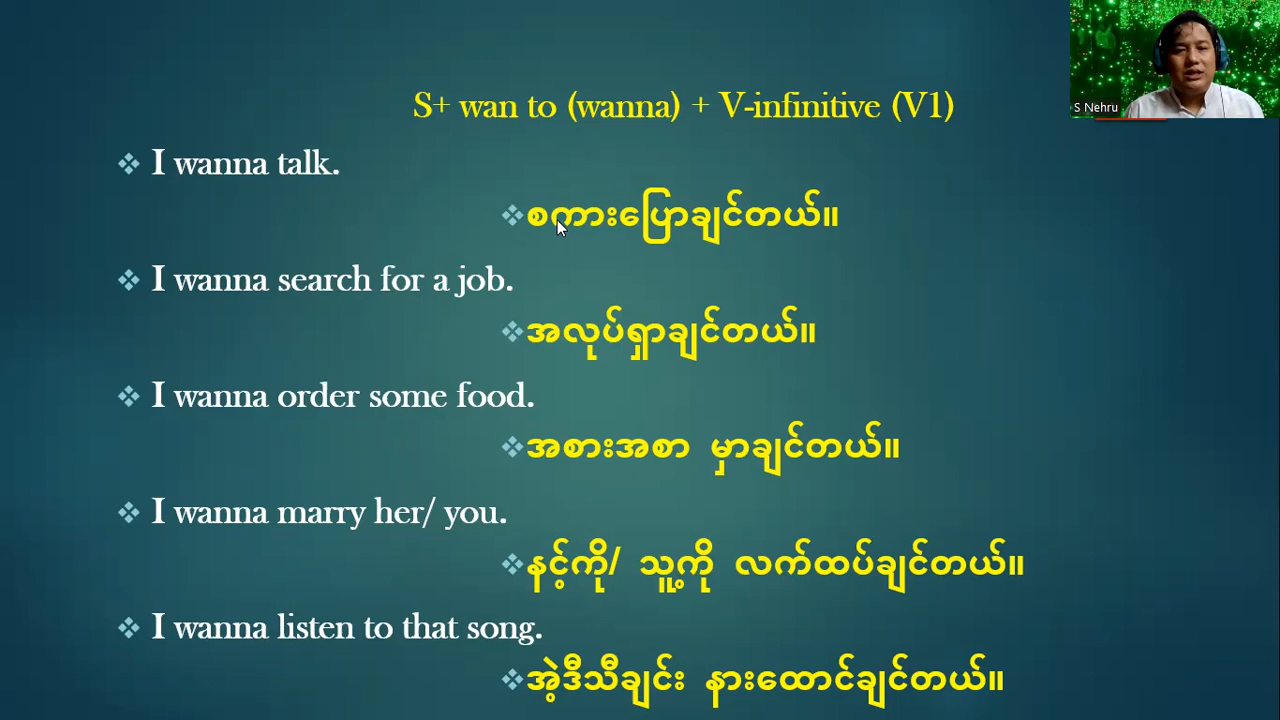 S Nehru
S+ wan to (wanna) + V-infinitive (V1)
❖ I wanna talk.
❖စကားပြောချင်တယ်။
❖ I wanna search for a job.
❖အလုပ်ရှာချင်တယ်။
❖ I wanna order some food.
❖အစားအစာ မှာချင်တယ်။
❖ I wanna marry her/ you.
❖နင့်ကို/ သူ့ကို လက်ထပ်ချင်တယ်။
❖ I wanna listen to that song.
❖အဲ့ဒီသီချင်း နားထောင်ချင်တယ်။